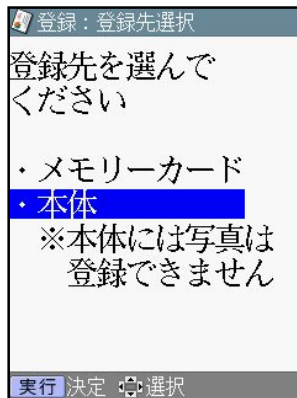 登録：登録先選択
登録先を選んで
ください
・メモリーカード
・本体
※本体には写真は
登録できません
実行 決定 選択